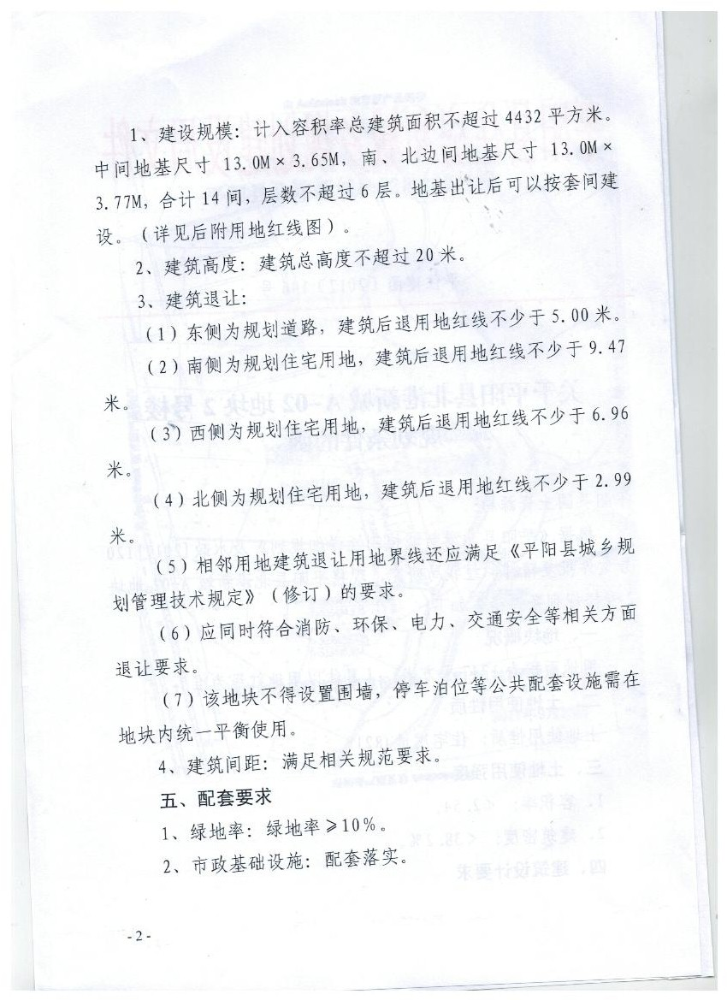 1、建设规模：计入容积率总建筑面积不超过 4432 平方米。
中间地基尺寸 13.0M×3.65M，南、北边间地基尺寸 13.0M×
3.77M，合计 14 间，层数不超过 6 层。地基出让后可以按套间建
设。（详见后附用地红线图）。
2、建筑高度：建筑总高度不超过 20 米。
3、建筑退让：
（1）东侧为规划道路，建筑后退用地红线不少于 5.00 米。
（2）南侧为规划住宅用地，建筑后退用地红线不少于 9.47
米。
（3）西侧为规划住宅用地，建筑后退用地红线不少于 6.96
米。
（4）北侧为规划住宅用地，建筑后退用地红线不少于 2.99
米。
（5）相邻用地建筑退让用地界线还应满足《平阳县城乡规
划管理技术规定》（修订）的要求。
（6）应同时符合消防、环保、电力、交通安全等相关方面
退让要求。
（7）该地块不得设置围墙，停车泊位等公共配套设施需在
地块内统一平衡使用。
4、建筑间距：满足相关规范要求。
五、配套要求
1、绿地率：绿地率≥10%。
2、市政基础设施：配套落实。
-2-